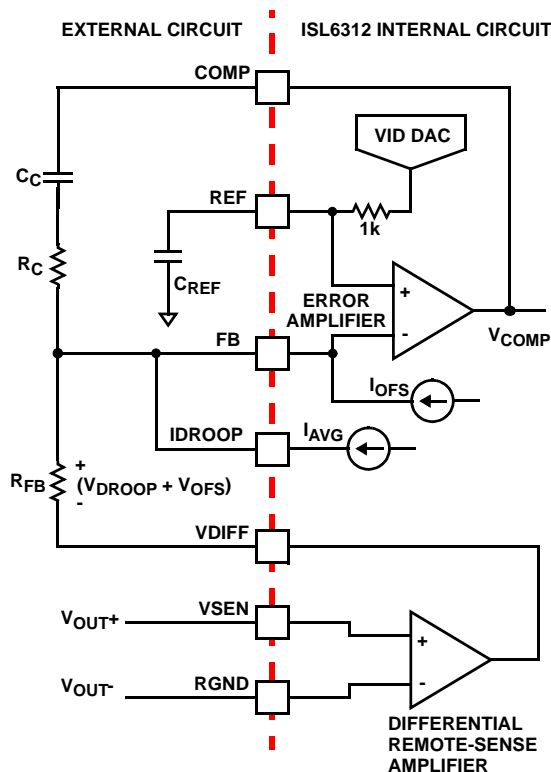 EXTERNAL CIRCUIT
ISL6312 INTERNAL CIRCUIT
COMP
VID DAC
CC
REF
1k
RC
CREF
ERROR
AMPLIFIER
+
-
VCOMP
FB
IOFS
IDROOP
IAVG
RFB
+
(VDROOP + VOFS)
-
VDIFF
VOUT+
VSEN
+
VOUT-
RGND
-
DIFFERENTIAL
REMOTE-SENSE
AMPLIFIER